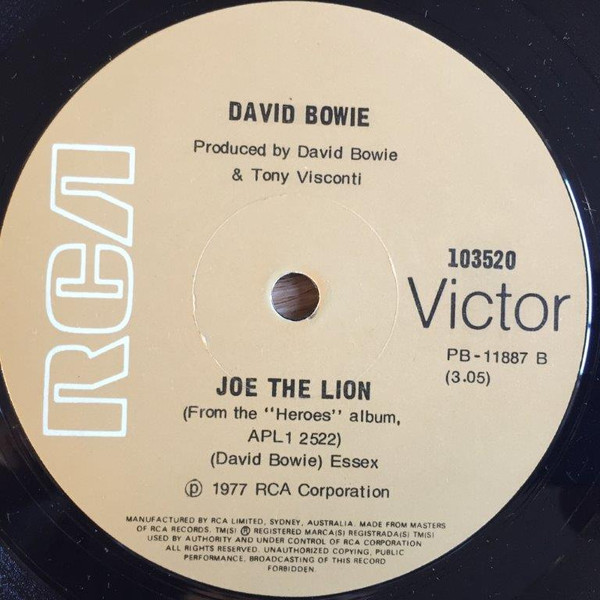 DAVID BOWIE
Produced by David Bowie
& Tony Visconti
RCA
103520
Victor
PB-11887 B
(3.05)
JOE THE LION
(From the "Heroes" album,
APL1 2522)
(David Bowie) Essex
℗ 1977 RCA Corporation
MANUFACTURED BY RCA LIMITED, SYDNEY, AUSTRALIA. MADE FROM MASTERS
OF RCA RECORDS. TM(S) ® REGISTERED MARCA(S) REGISTRADA(S) TM(S)
USED BY AUTHORITY AND UNDER CONTROL OF RCA CORPORATION
ALL RIGHTS RESERVED. UNAUTHORIZED COPYING, PUBLIC
PERFORMANCE, BROADCASTING OF THIS RECORD
FORBIDDEN.